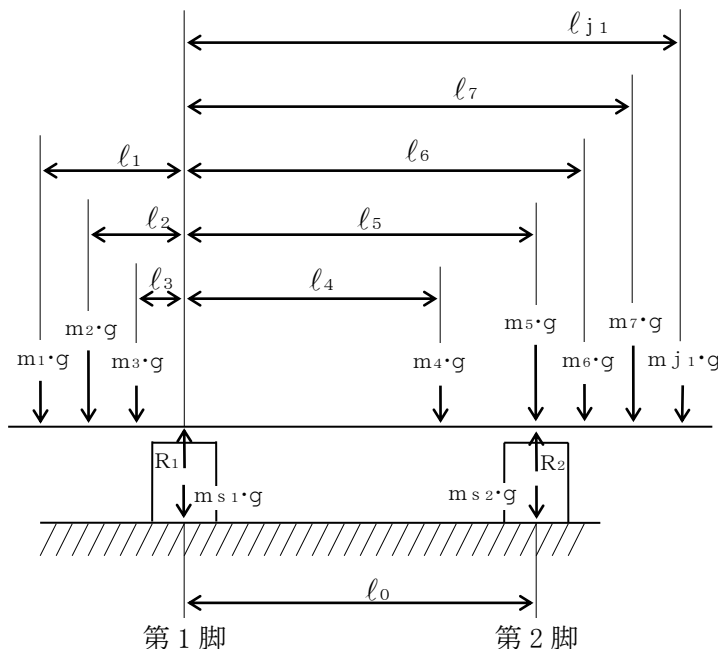 ℓj1
ℓ7
ℓ1 ℓ6
ℓ2 ℓ5
ℓ3 ℓ4
m2・g m5・g m7・g
m1・g m3・g m4・g m6・g mj1・g
R1 R2
ms1・g ms2・g
ℓ0
第1脚 第2脚